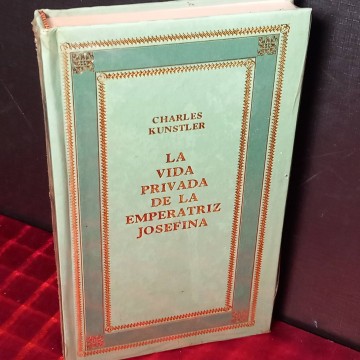 CHARLES
KUNSTLER
LA
VIDA
PRIVADA
DE LA
EMPERATRIZ
JOSEFINA